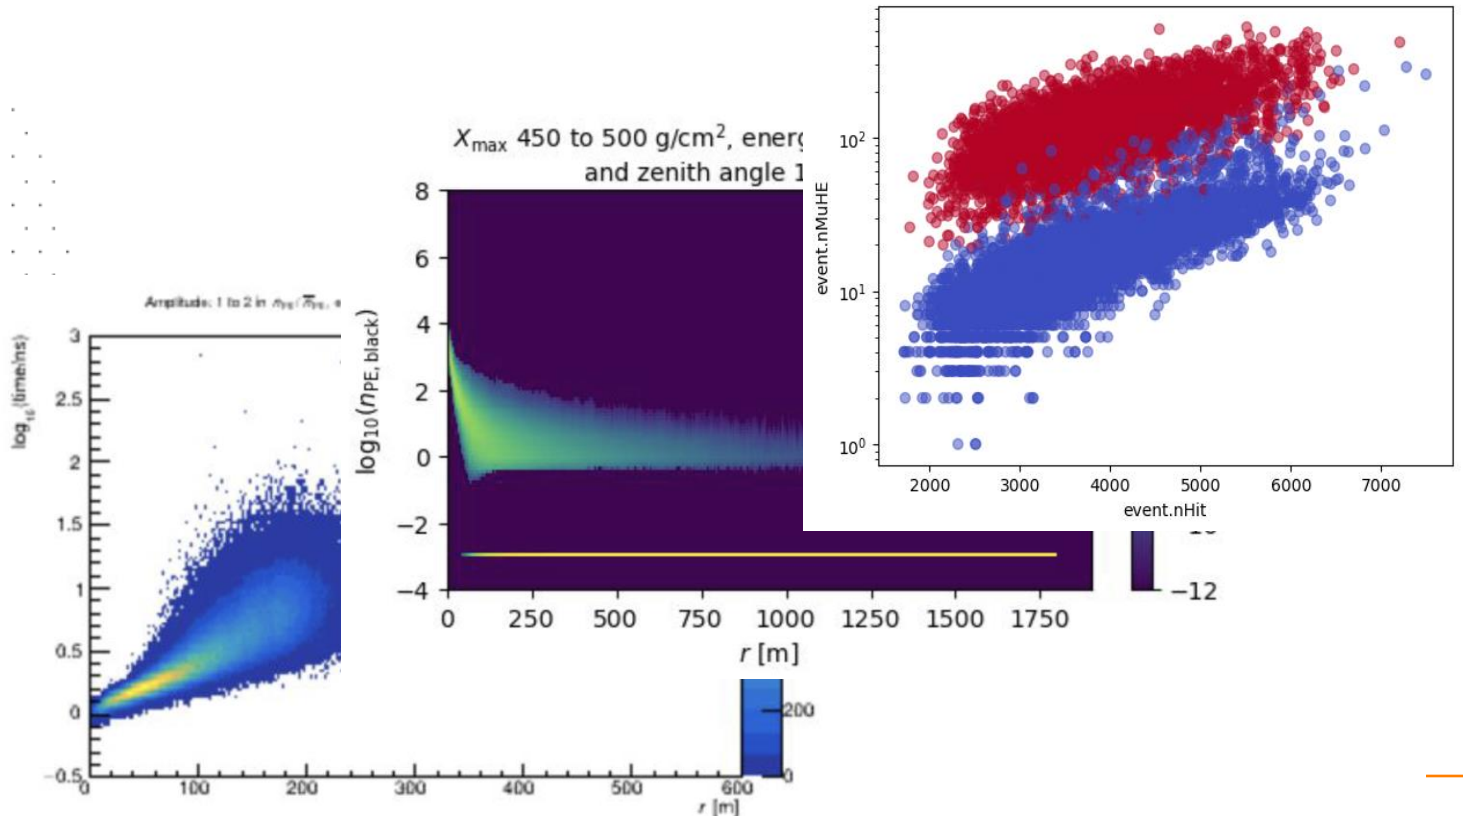 X_max 450 to 500 g/cm², energ
and zenith angle 1
8
6
4
2
0
−2
−4
log₁₀(n_PE, black)
0 250 500 750 1000 1250 1500 1750
r [m]
−12
10²
10¹
10⁰
event.nMuHE
2000 3000 4000 5000 6000 7000
event.nHit
Amplitude: 1 to 2 in
log₁₀(time/ns)
3
2.5
2
1.5
1
0.5
0
−0.5
0 100 200 300 400 500 600
r [m]
200
0